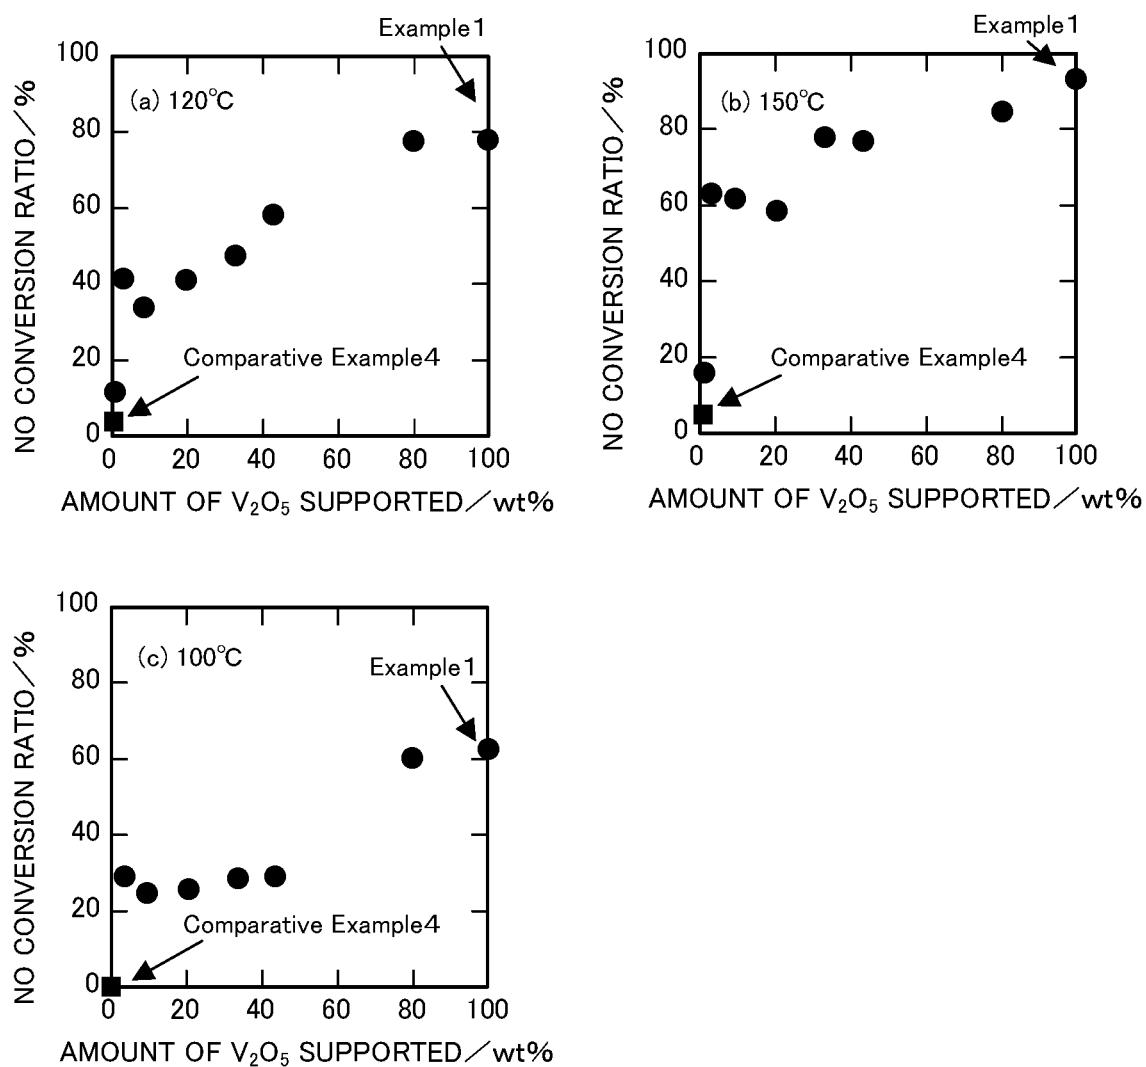 Example1
NO CONVERSION RATIO/%
100
80
60
40
20
0
(a) 120℃
Comparative Example4
0 20 40 60 80 100
AMOUNT OF V₂O₅ SUPPORTED/wt%
Example1
NO CONVERSION RATIO/%
100
80
60
40
20
0
(b) 150℃
Comparative Example4
0 20 40 60 80 100
AMOUNT OF V₂O₅ SUPPORTED/wt%
NO CONVERSION RATIO/%
100
80
60
40
20
0
(c) 100℃
Example1
Comparative Example4
0 20 40 60 80 100
AMOUNT OF V₂O₅ SUPPORTED/wt%